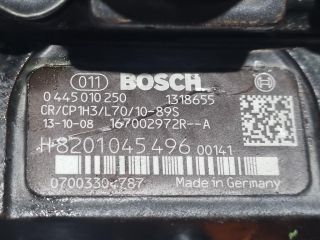 011 BOSCH
0 445 010 250 1318655
CR/CP1H3/L70/10-89S
13-10-08 167002972R--A
H8201045496 00141
07003304787 Made in Germany